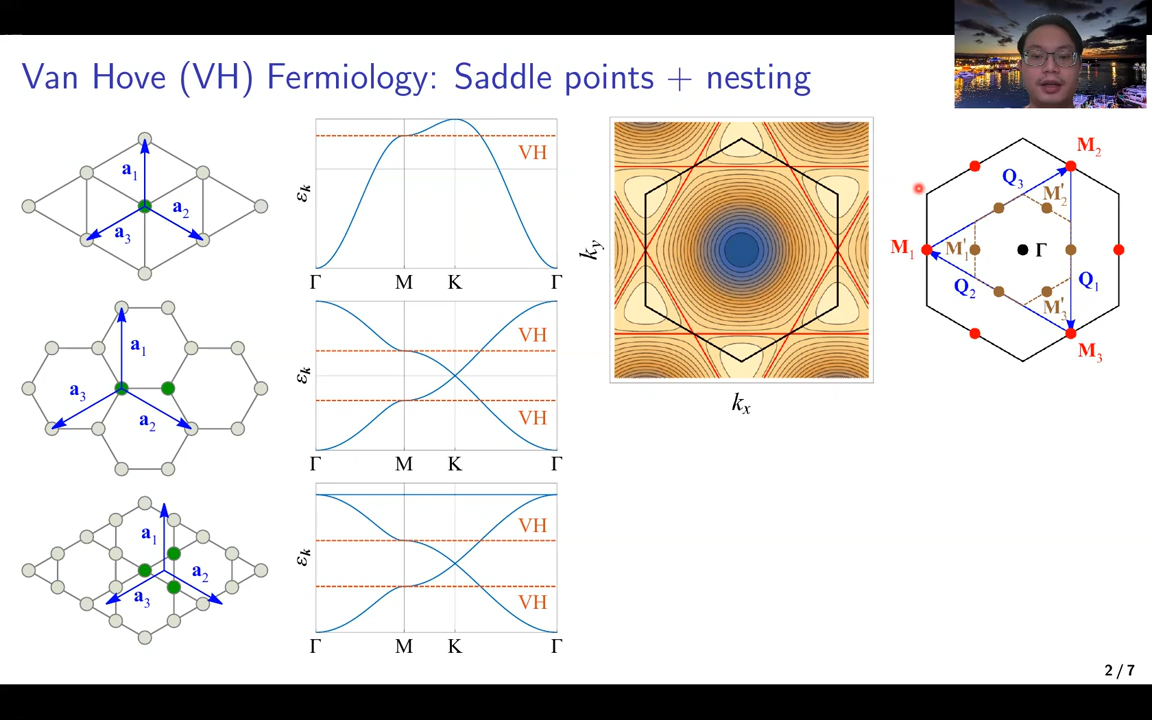 Van Hove (VH) Fermiology: Saddle points + nesting
a₁
a₂
a₃
εₖ
VH
Γ M K Γ
kᵧ
kₓ
M₂
Q₃
M′₂
M₁
M′₁
Γ
Q₂
Q₁
M′₃
M₃
a₁
a₃
a₂
εₖ
VH
VH
Γ M K Γ
a₁
a₂
a₃
εₖ
VH
VH
Γ M K Γ
2 / 7